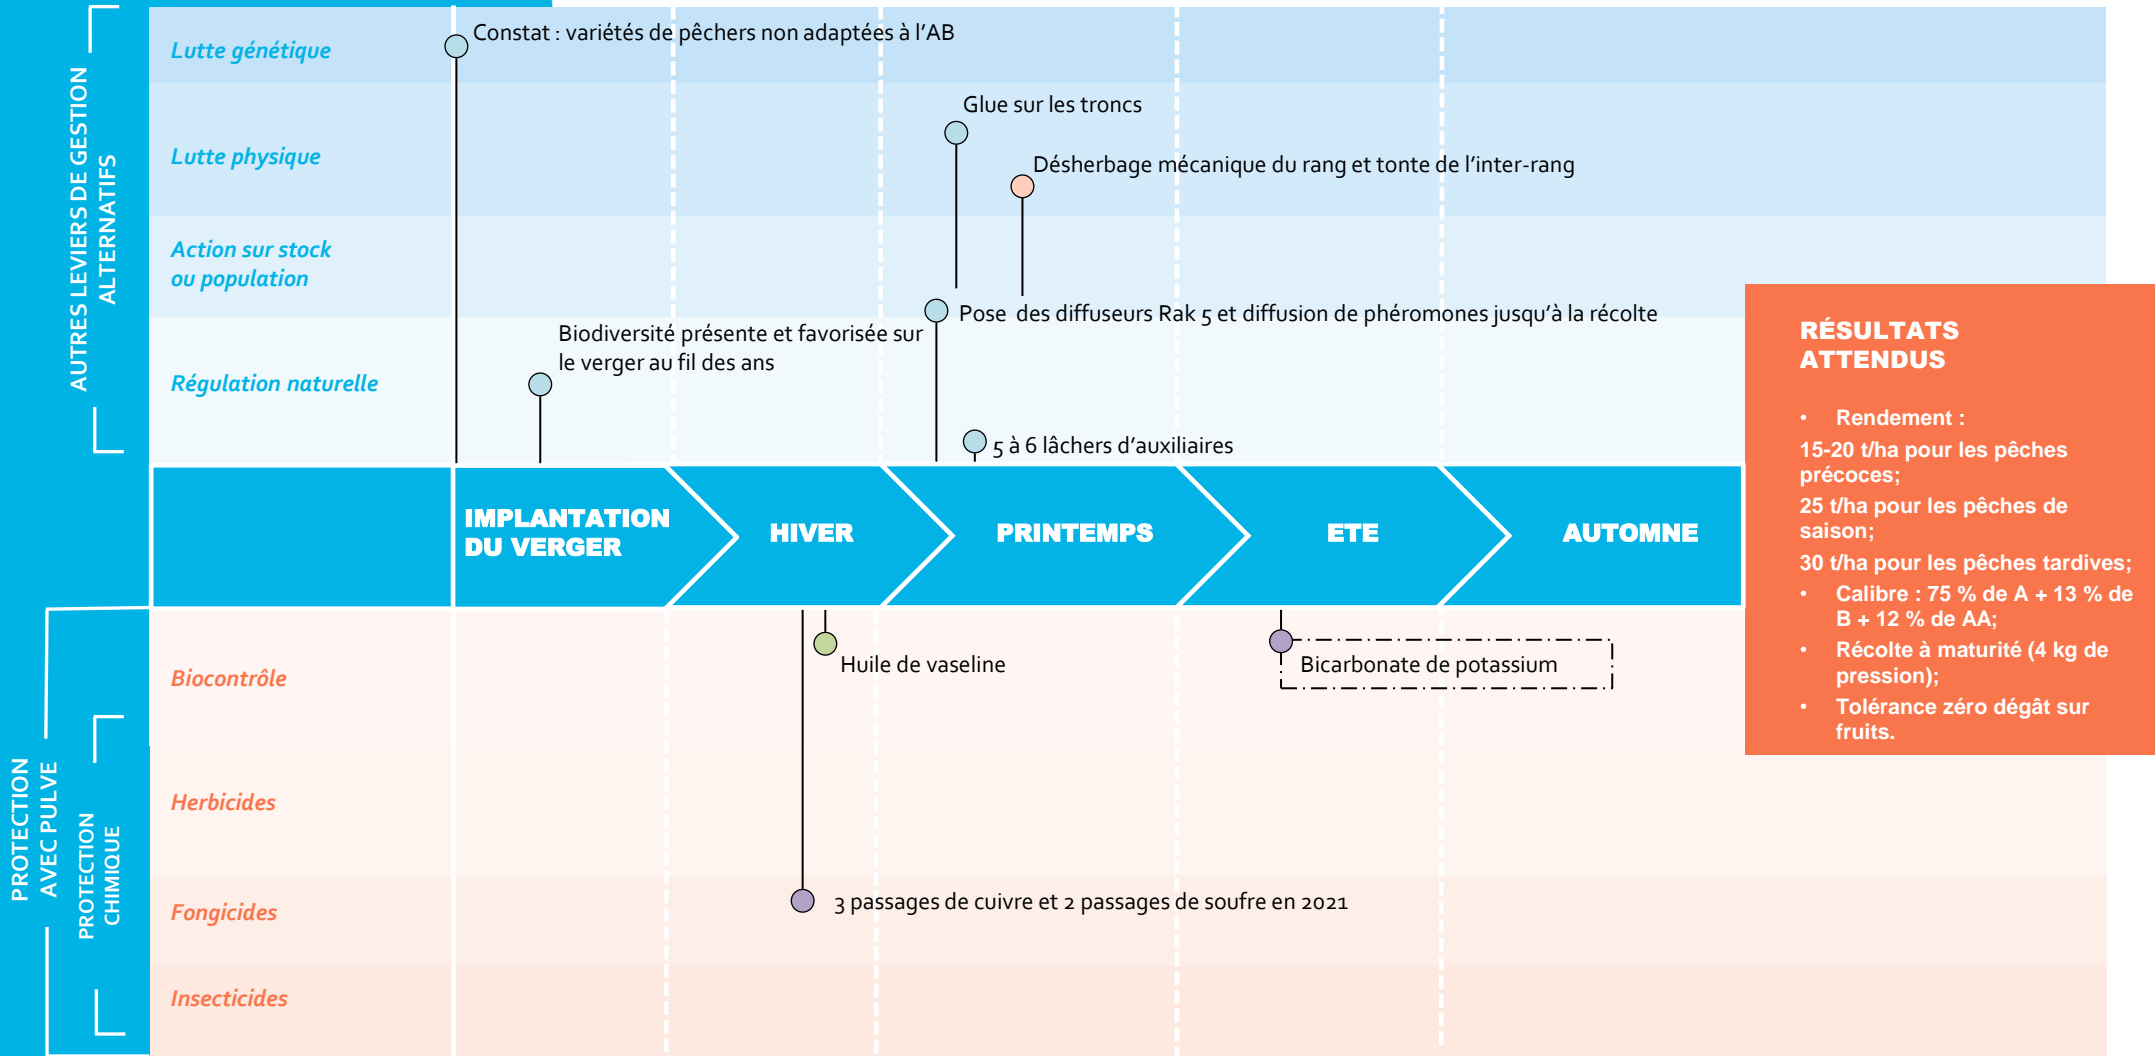 AUTRES LEVIERS DE GESTION
ALTERNATIFS
Lutte génétique
Constat : variétés de pêchers non adaptées à l’AB
Glue sur les troncs
Lutte physique
Désherbage mécanique du rang et tonte de l’inter-rang
Action sur stock
ou population
Pose des diffuseurs Rak 5 et diffusion de phéromones jusqu’à la récolte
Biodiversité présente et favorisée sur
le verger au fil des ans
Régulation naturelle
5 à 6 lâchers d’auxiliaires
IMPLANTATION
DU VERGER
HIVER
PRINTEMPS
ETE
AUTOMNE
PROTECTION
AVEC PULVE
PROTECTION
CHIMIQUE
Biocontrôle
Huile de vaseline
Bicarbonate de potassium
Herbicides
Fongicides
3 passages de cuivre et 2 passages de soufre en 2021
Insecticides
RÉSULTATS
ATTENDUS
• Rendement :
15-20 t/ha pour les pêches
précoces;
25 t/ha pour les pêches de
saison;
30 t/ha pour les pêches tardives;
• Calibre : 75 % de A + 13 % de
B + 12 % de AA;
• Récolte à maturité (4 kg de
pression);
• Tolérance zéro dégât sur
fruits.